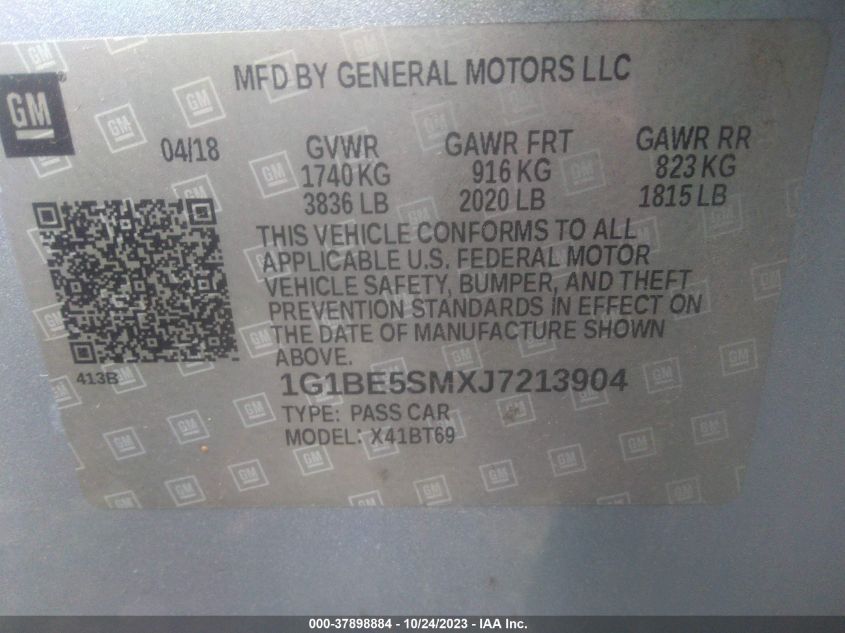 MFD BY GENERAL MOTORS LLC
GM
04/18 GVWR GAWR FRT GAWR RR
1740 KG 916 KG 823 KG
3836 LB 2020 LB 1815 LB
THIS VEHICLE CONFORMS TO ALL
APPLICABLE U.S. FEDERAL MOTOR
VEHICLE SAFETY, BUMPER, AND THEFT
PREVENTION STANDARDS IN EFFECT ON
THE DATE OF MANUFACTURE SHOWN
ABOVE.
413B
1G1BE5SMXJ7213904
TYPE: PASS CAR
MODEL: X41BT69
000-37898884 - 10/24/2023 - IAA Inc.